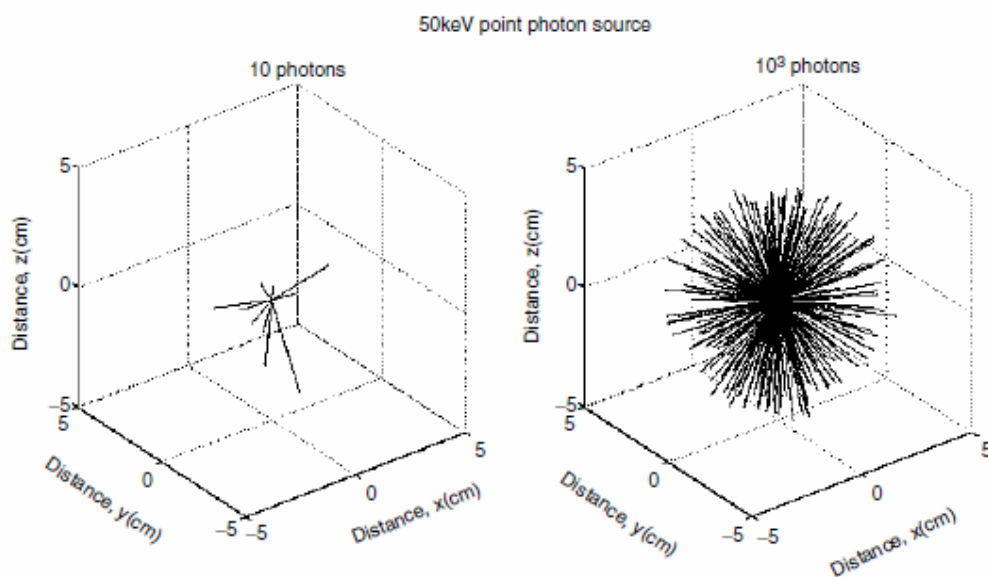 50keV point photon source
10 photons
5
0
−5
Distance, z(cm)
5
0
−5
Distance, y(cm)
−5
0
5
Distance, x(cm)
10³ photons
5
0
−5
Distance, z(cm)
5
0
−5
Distance, y(cm)
−5
0
5
Distance, x(cm)